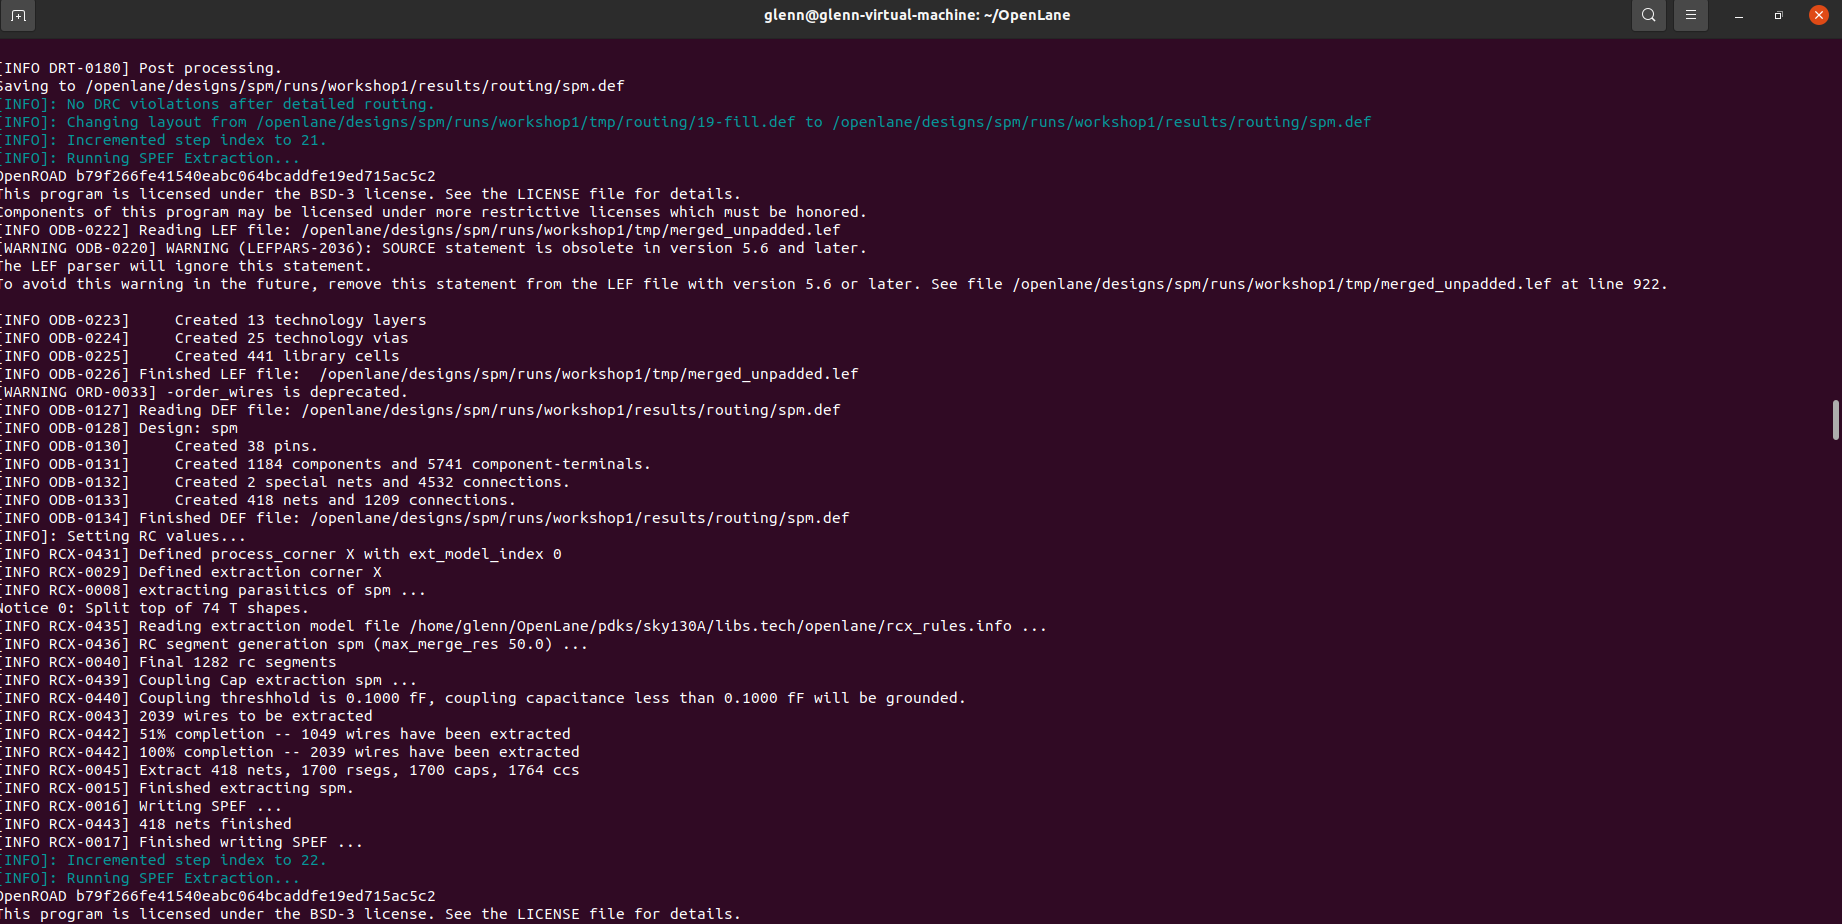 glenn@glenn-virtual-machine: ~/OpenLane
[INFO DRT-0180] Post processing.
Saving to /openlane/designs/spm/runs/workshop1/results/routing/spm.def
[INFO]: No DRC violations after detailed routing.
[INFO]: Changing layout from /openlane/designs/spm/runs/workshop1/tmp/routing/19-fill.def to /openlane/designs/spm/runs/workshop1/results/routing/spm.def
[INFO]: Incremented step index to 21.
[INFO]: Running SPEF Extraction...
OpenROAD b79f266fe41540eabc064bcaddfe19ed715ac5c2
This program is licensed under the BSD-3 license. See the LICENSE file for details.
Components of this program may be licensed under more restrictive licenses which must be honored.
[INFO ODB-0222] Reading LEF file: /openlane/designs/spm/runs/workshop1/tmp/merged_unpadded.lef
[WARNING ODB-0220] WARNING (LEFPARS-2036): SOURCE statement is obsolete in version 5.6 and later.
The LEF parser will ignore this statement.
To avoid this warning in the future, remove this statement from the LEF file with version 5.6 or later. See file /openlane/designs/spm/runs/workshop1/tmp/merged_unpadded.lef at line 922.
[INFO ODB-0223]     Created 13 technology layers
[INFO ODB-0224]     Created 25 technology vias
[INFO ODB-0225]     Created 441 library cells
[INFO ODB-0226] Finished LEF file:  /openlane/designs/spm/runs/workshop1/tmp/merged_unpadded.lef
[WARNING ORD-0033] -order_wires is deprecated.
[INFO ODB-0127] Reading DEF file: /openlane/designs/spm/runs/workshop1/results/routing/spm.def
[INFO ODB-0128] Design: spm
[INFO ODB-0130]     Created 38 pins.
[INFO ODB-0131]     Created 1184 components and 5741 component-terminals.
[INFO ODB-0132]     Created 2 special nets and 4532 connections.
[INFO ODB-0133]     Created 418 nets and 1209 connections.
[INFO ODB-0134] Finished DEF file: /openlane/designs/spm/runs/workshop1/results/routing/spm.def
[INFO]: Setting RC values...
[INFO RCX-0431] Defined process_corner X with ext_model_index 0
[INFO RCX-0029] Defined extraction corner X
[INFO RCX-0008] extracting parasitics of spm ...
Notice 0: Split top of 74 T shapes.
[INFO RCX-0435] Reading extraction model file /home/glenn/OpenLane/pdks/sky130A/libs.tech/openlane/rcx_rules.info ...
[INFO RCX-0436] RC segment generation spm (max_merge_res 50.0) ...
[INFO RCX-0040] Final 1282 rc segments
[INFO RCX-0439] Coupling Cap extraction spm ...
[INFO RCX-0440] Coupling threshhold is 0.1000 fF, coupling capacitance less than 0.1000 fF will be grounded.
[INFO RCX-0043] 2039 wires to be extracted
[INFO RCX-0442] 51% completion -- 1049 wires have been extracted
[INFO RCX-0442] 100% completion -- 2039 wires have been extracted
[INFO RCX-0045] Extract 418 nets, 1700 rsegs, 1700 caps, 1764 ccs
[INFO RCX-0015] Finished extracting spm.
[INFO RCX-0016] Writing SPEF ...
[INFO RCX-0443] 418 nets finished
[INFO RCX-0017] Finished writing SPEF ...
[INFO]: Incremented step index to 22.
[INFO]: Running SPEF Extraction...
OpenROAD b79f266fe41540eabc064bcaddfe19ed715ac5c2
This program is licensed under the BSD-3 license. See the LICENSE file for details.